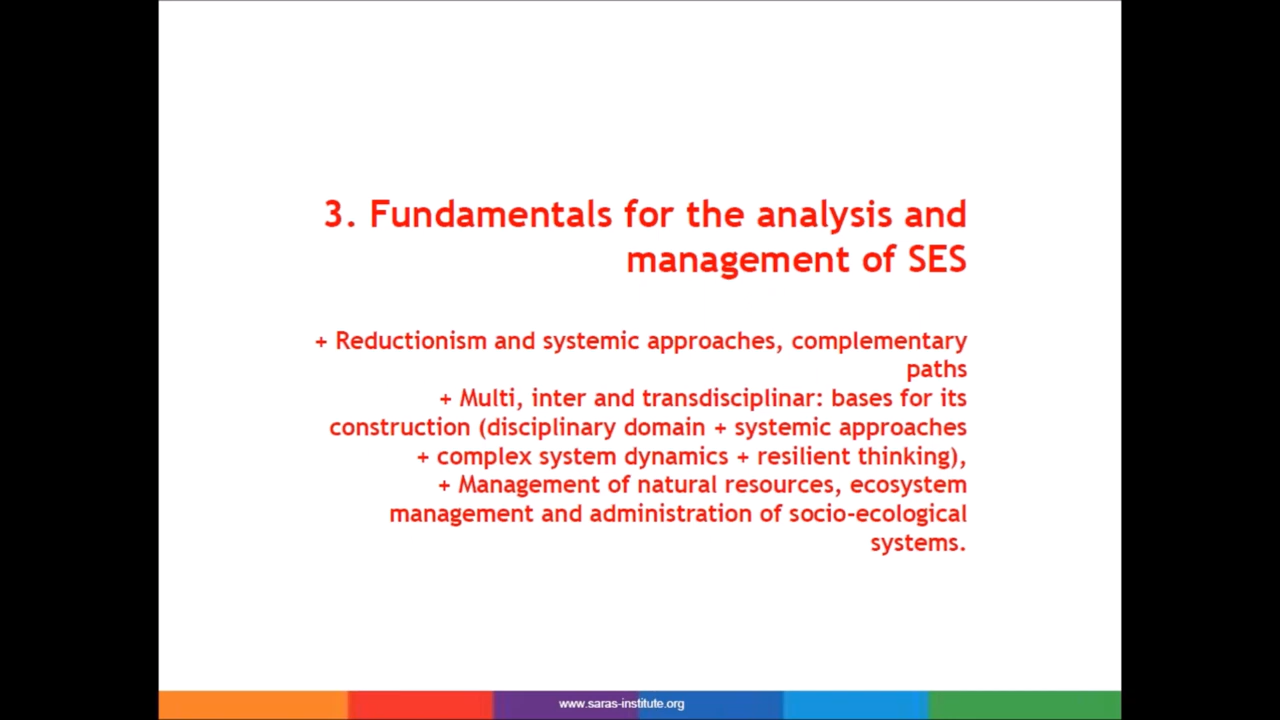 3. Fundamentals for the analysis and
management of SES
+ Reductionism and systemic approaches, complementary
paths
+ Multi, inter and transdisciplinar: bases for its
construction (disciplinary domain + systemic approaches
+ complex system dynamics + resilient thinking),
+ Management of natural resources, ecosystem
management and administration of socio-ecological
systems.
www.saras-institute.org